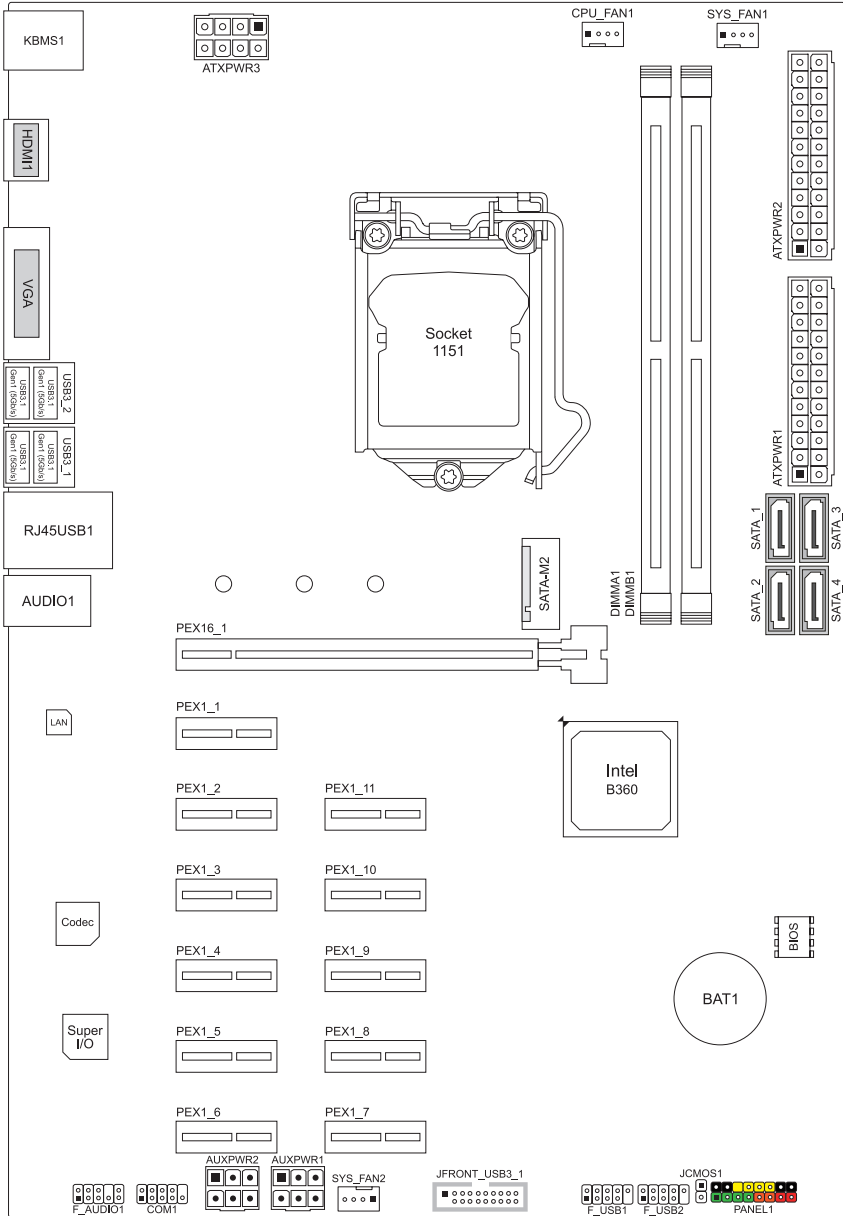 CPU_FAN1
SYS_FAN1
KBMS1
ATXPWR3
HDMI1
ATXPWR2
VGA
Socket
1151
USB3_2
USB3.1
Gen1 (5Gb/s)
USB3.1
Gen1 (5Gb/s)
USB3_1
USB3.1
Gen1 (5Gb/s)
USB3.1
Gen1 (5Gb/s)
ATXPWR1
RJ45USB1
SATA_1
SATA_3
AUDIO1
SATA-M2
DIMMA1
DIMMB1
SATA_2
SATA_4
PEX16_1
LAN
PEX1_1
Intel
B360
PEX1_2
PEX1_11
PEX1_3
PEX1_10
Codec
BIOS
PEX1_4
PEX1_9
BAT1
Super
I/O
PEX1_5
PEX1_8
PEX1_6
PEX1_7
AUXPWR2
AUXPWR1
SYS_FAN2
JFRONT_USB3_1
JCMOS1
F_AUDIO1
COM1
F_USB1
F_USB2
PANEL1